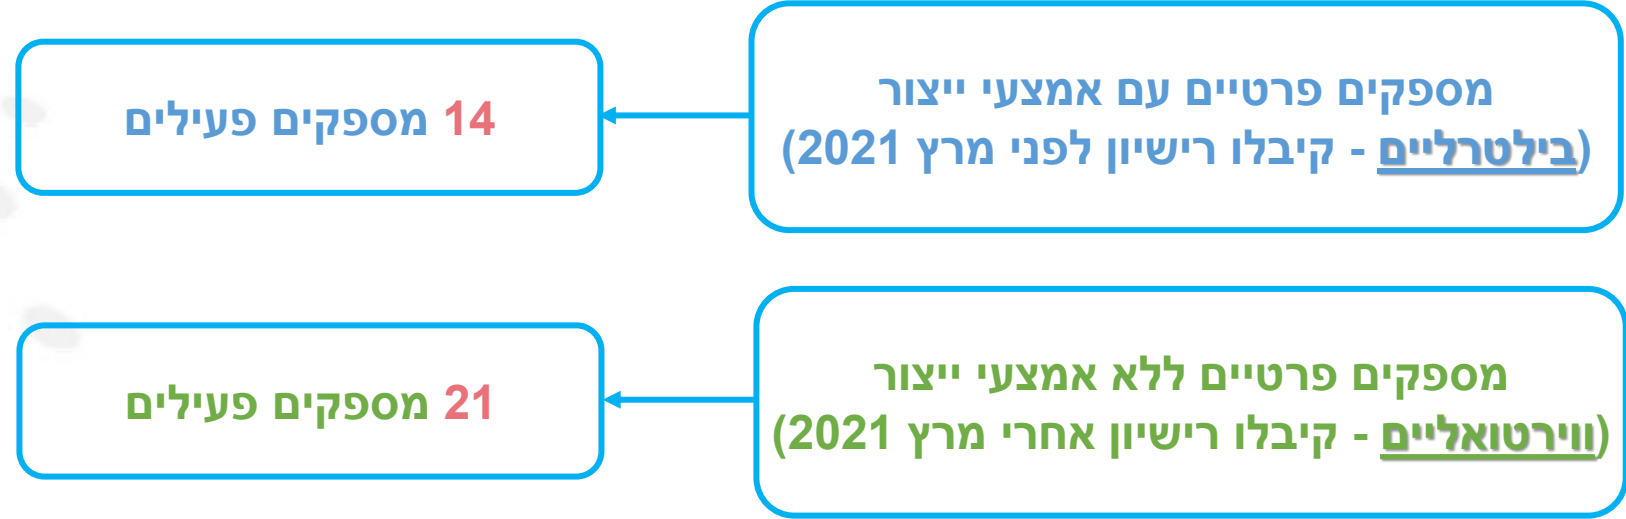 מספקים פרטיים עם אמצעי ייצור
(בילטרליים - קיבלו רישיון לפני מרץ 2021)
14 מספקים פעילים
מספקים פרטיים ללא אמצעי ייצור
(ווירטואליים - קיבלו רישיון אחרי מרץ 2021)
21 מספקים פעילים